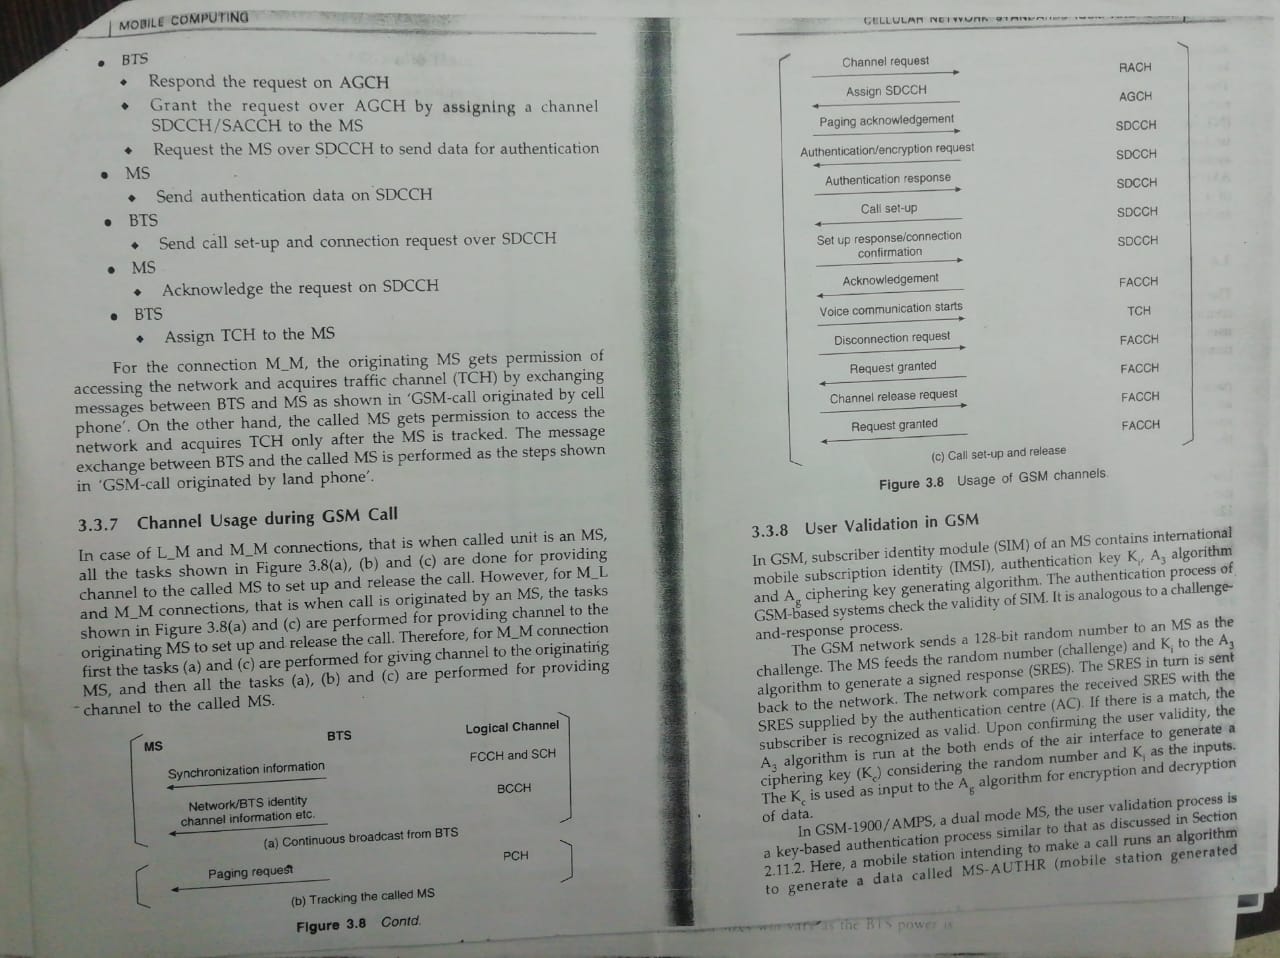 MOBILE COMPUTING
• BTS
♦ Respond the request on AGCH
♦ Grant the request over AGCH by assigning a channel
SDCCH/SACCH to the MS
♦ Request the MS over SDCCH to send data for authentication
• MS
♦ Send authentication data on SDCCH
• BTS
♦ Send call set-up and connection request over SDCCH
• MS
♦ Acknowledge the request on SDCCH
• BTS
♦ Assign TCH to the MS
For the connection M_M, the originating MS gets permission of
accessing the network and acquires traffic channel (TCH) by exchanging
messages between BTS and MS as shown in 'GSM-call originated by cell
phone'. On the other hand, the called MS gets permission to access the
network and acquires TCH only after the MS is tracked. The message
exchange between BTS and the called MS is performed as the steps shown
in 'GSM-call originated by land phone'.
3.3.7 Channel Usage during GSM Call
In case of L_M and M_M connections, that is when called unit is an MS,
all the tasks shown in Figure 3.8(a), (b) and (c) are done for providing
channel to the called MS to set up and release the call. However, for M_L
and M_M connections, that is when call is originated by an MS, the tasks
shown in Figure 3.8(a) and (c) are performed for providing channel to the
originating MS to set up and release the call. Therefore, for M_M connection
first the tasks (a) and (c) are performed for giving channel to the originating
MS, and then all the tasks (a), (b) and (c) are performed for providing
channel to the called MS.
MS BTS Logical Channel
Synchronization information FCCH and SCH
Network/BTS identity BCCH
channel information etc.
(a) Continuous broadcast from BTS
Paging request PCH
(b) Tracking the called MS
Figure 3.8 Contd.
CELLULAR NETWORK
Channel request RACH
Assign SDCCH AGCH
Paging acknowledgement SDCCH
Authentication/encryption request SDCCH
Authentication response SDCCH
Call set-up SDCCH
Set up response/connection SDCCH
confirmation
Acknowledgement FACCH
Voice communication starts TCH
Disconnection request FACCH
Request granted FACCH
Channel release request FACCH
Request granted FACCH
(c) Call set-up and release
Figure 3.8 Usage of GSM channels.
3.3.8 User Validation in GSM
In GSM, subscriber identity module (SIM) of an MS contains international
mobile subscription identity (IMSI), authentication key Ki, A3 algorithm
and Ag ciphering key generating algorithm. The authentication process of
GSM-based systems check the validity of SIM. It is analogous to a challenge-
and-response process.
The GSM network sends a 128-bit random number to an MS as the
challenge. The MS feeds the random number (challenge) and Ki to the A3
algorithm to generate a signed response (SRES). The SRES in turn is sent
back to the network. The network compares the received SRES with the
SRES supplied by the authentication centre (AC). If there is a match, the
subscriber is recognized as valid. Upon confirming the user validity, the
A3 algorithm is run at the both ends of the air interface to generate a
ciphering key (Kc) considering the random number and Ki as the inputs.
The Kc is used as input to the Ag algorithm for encryption and decryption
of data.
In GSM-1900/AMPS, a dual mode MS, the user validation process is
a key-based authentication process similar to that as discussed in Section
2.11.2. Here, a mobile station intending to make a call runs an algorithm
to generate a data called MS-AUTHR (mobile station generated
as the BTS power is